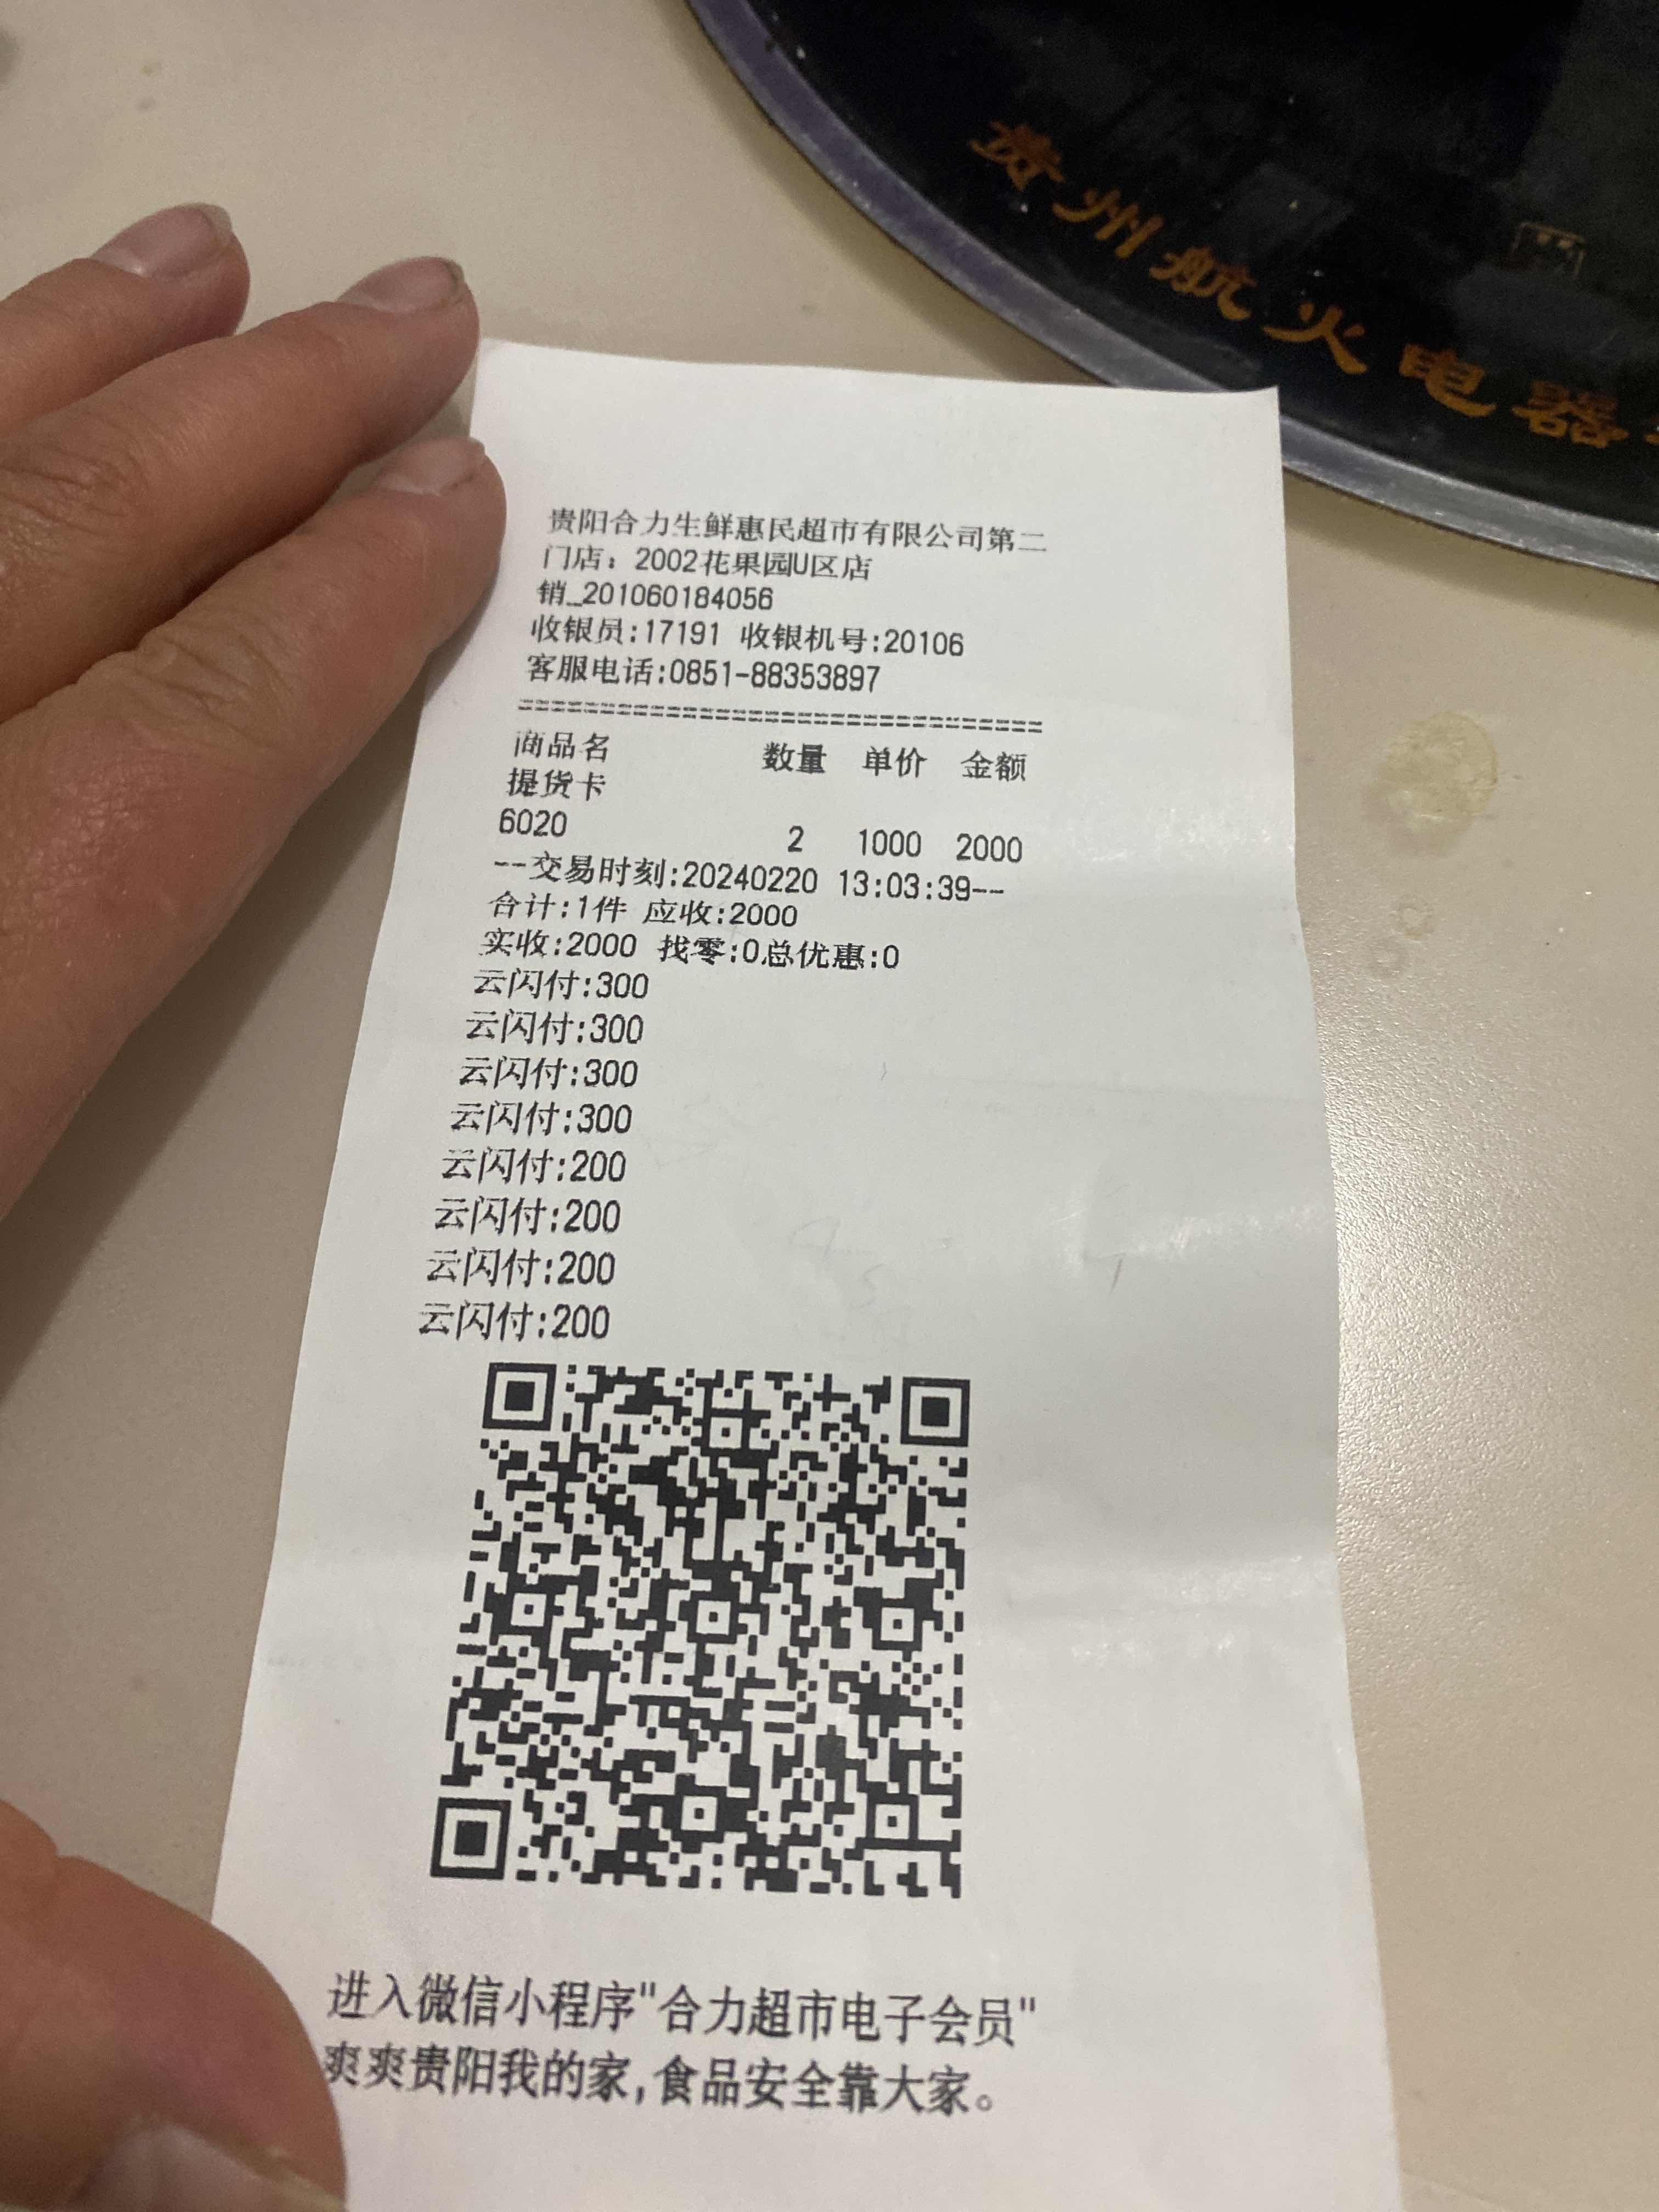 贵州航火电器
贵阳合力生鲜惠民超市有限公司第二
门店：2002花果园U区店
销_201060184056
收银员:17191 收银机号:20106
客服电话:0851-88353897
================================
商品名 数量 单价 金额
提货卡
6020 2 1000 2000
--交易时刻:20240220 13:03:39--
合计:1件 应收:2000
实收:2000 找零:0总优惠:0
云闪付:300
云闪付:300
云闪付:300
云闪付:300
云闪付:200
云闪付:200
云闪付:200
云闪付:200
进入微信小程序"合力超市电子会员"
爽爽贵阳我的家,食品安全靠大家。